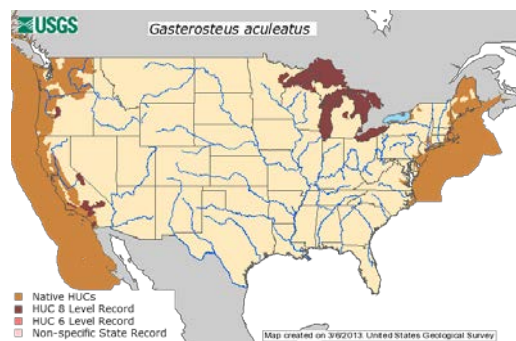 USGS
Gasterosteus aculeatus
Native HUCs
HUC 8 Level Record
HUC 6 Level Record
Non-specific State Record
Map created on 3/6/2013. United States Geological Survey